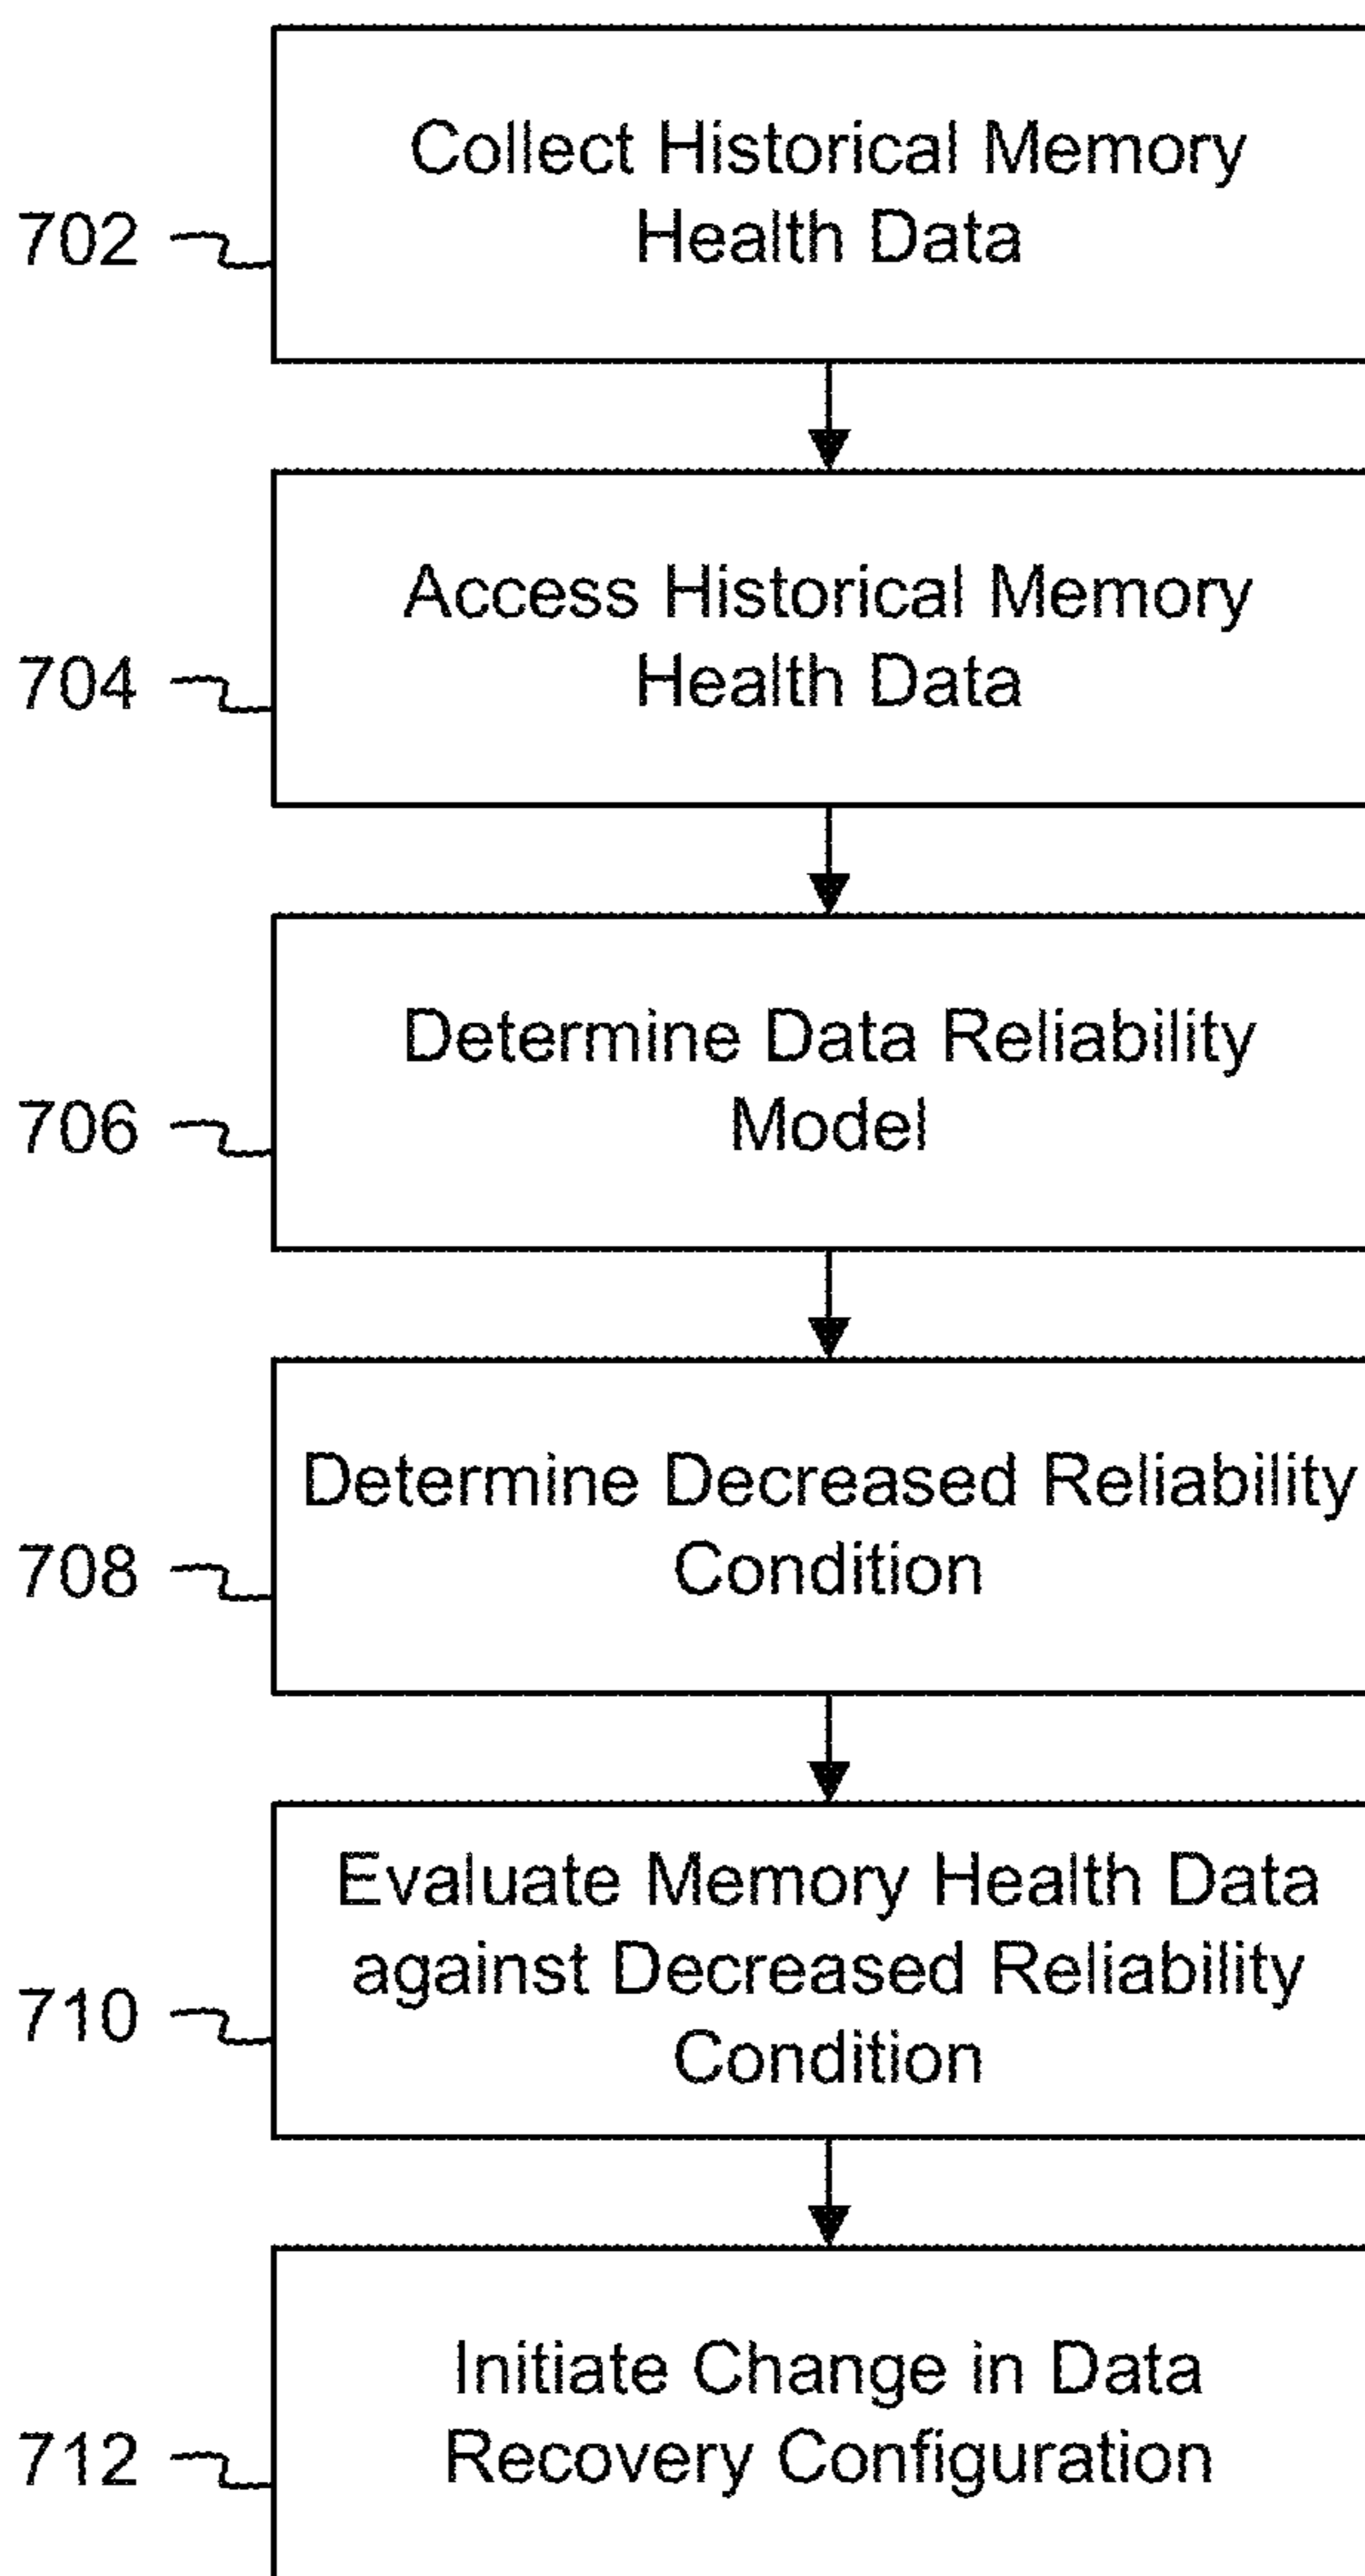 Collect Historical Memory
Health Data
702
Access Historical Memory
Health Data
704
Determine Data Reliability
Model
706
Determine Decreased Reliability
Condition
708
Evaluate Memory Health Data
against Decreased Reliability
Condition
710
Initiate Change in Data
Recovery Configuration
712